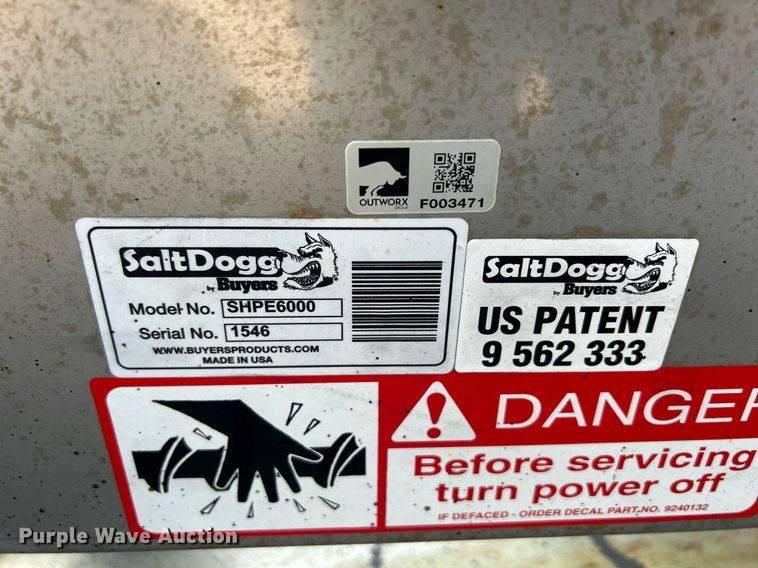 OUTWORX
GROUP
F003471
SaltDogg
by Buyers
Model No. SHPE6000
Serial No. 1546
WWW.BUYERSPRODUCTS.COM
MADE IN USA
SaltDogg
by Buyers
US PATENT
9 562 333
DANGER
Before servicing
turn power off
IF DEFACED - ORDER DECAL PART NO. 9240132
Purple Wave Auction